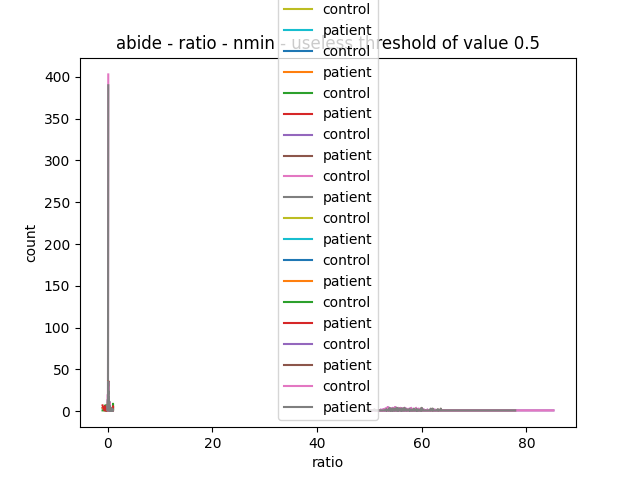 control
patient
abide - ratio - nmin - useless threshold of value 0.5
control
patient
control
patient
control
patient
control
patient
control
patient
control
patient
control
patient
control
patient
control
patient
400
350
300
250
200
150
100
50
0
count
0 20 40 60 80
ratio